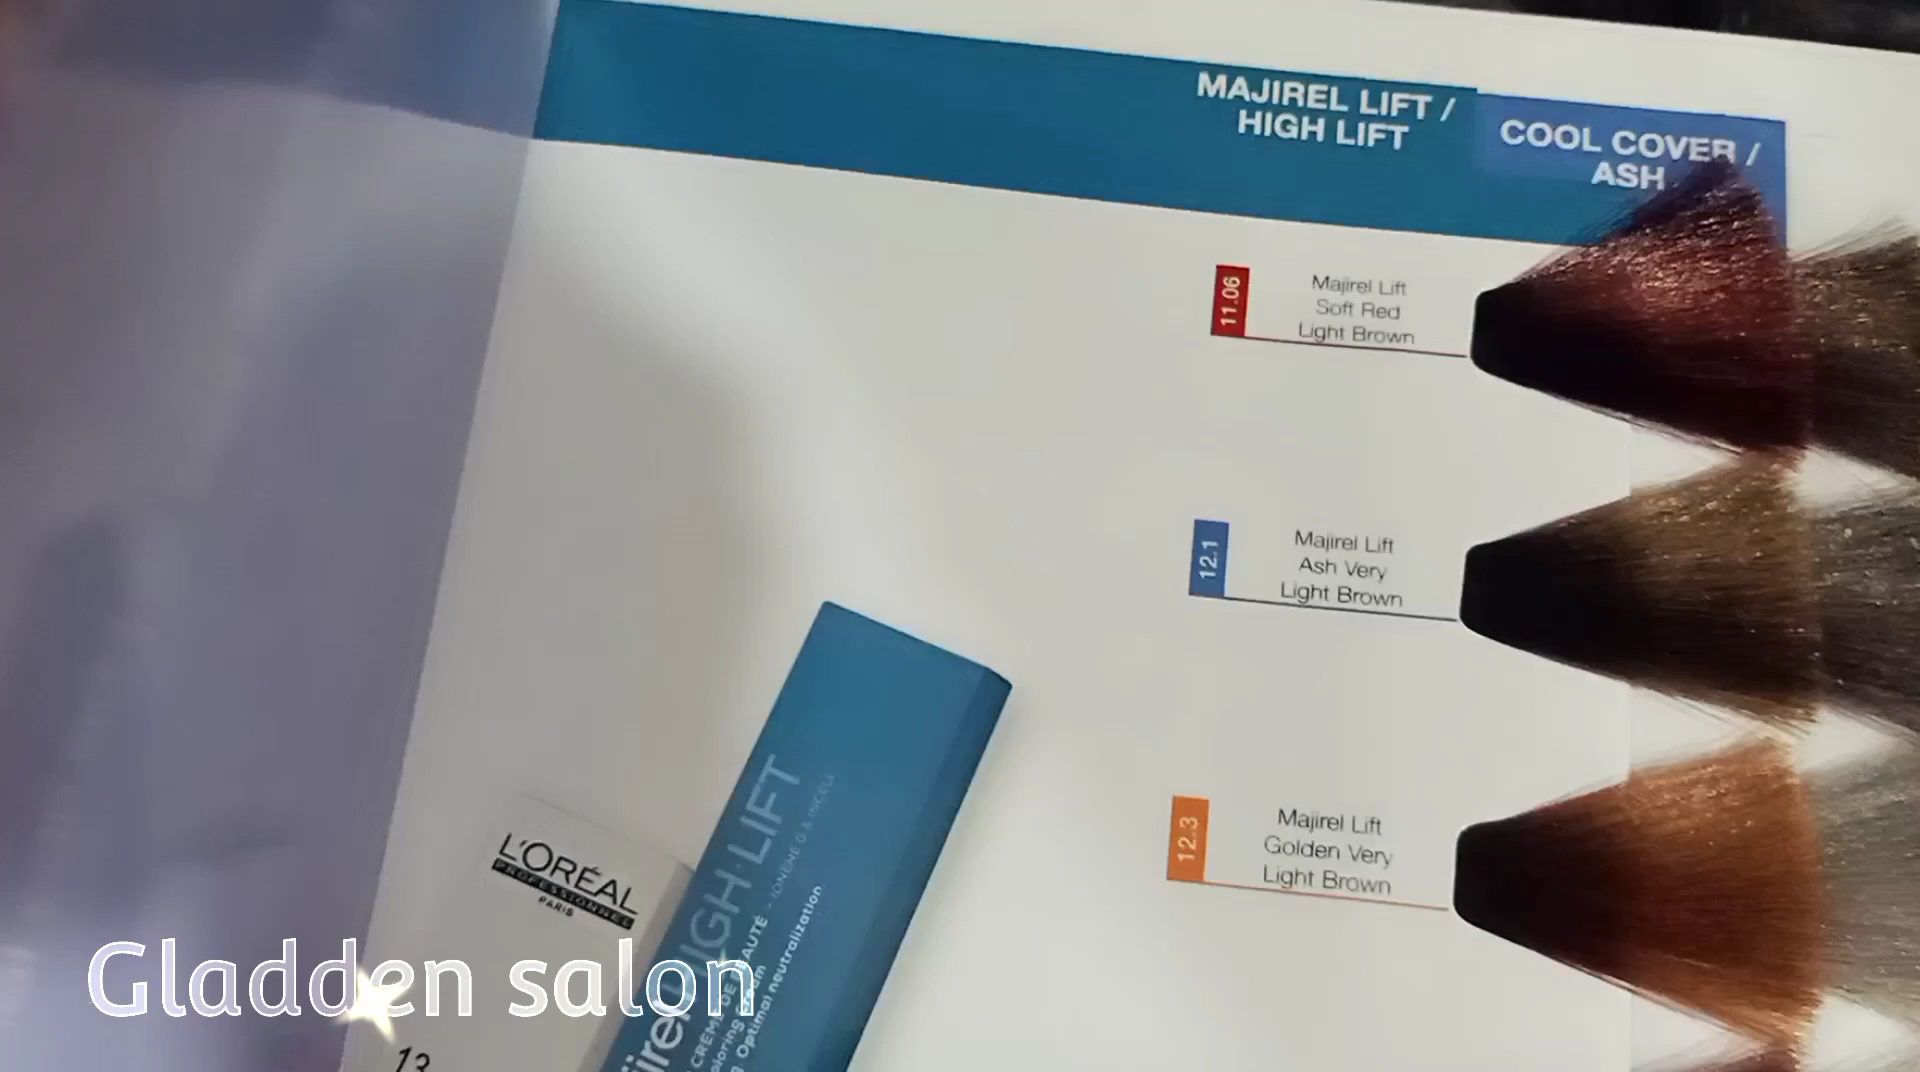 MAJIREL LIFT /
HIGH LIFT
COOL COVER /
ASH
11.06
Majirel Lift
Soft Red
Light Brown
12.1
Majirel Lift
Ash Very
Light Brown
12.3
Majirel Lift
Golden Very
Light Brown
L'ORÉAL
PROFESSIONNEL
PARIS
HIGH·LIFT
IONÈNE G & INCELL
Optimal neutralization
Gladden salon
13